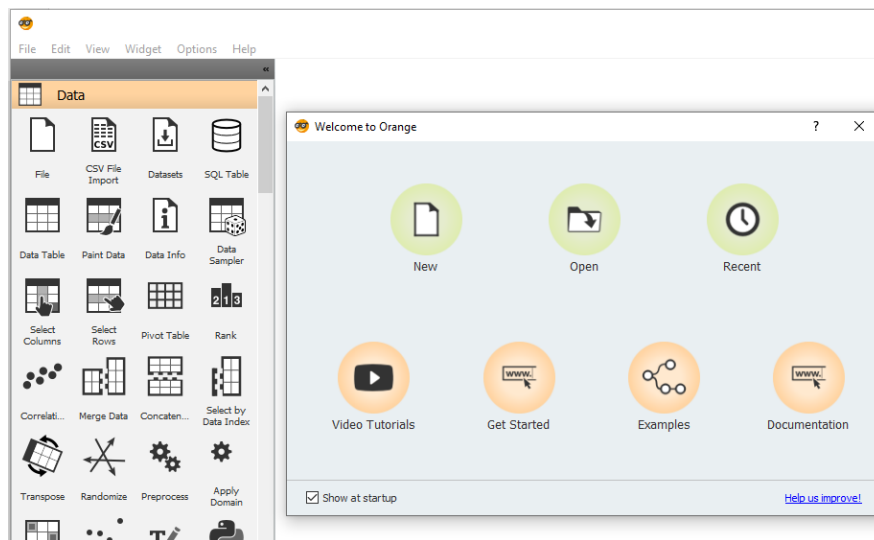 File Edit View Widget Options Help
«
Data
File
CSV
CSV File
Import
Datasets
SQL Table
Data Table
Paint Data
Data Info
Data
Sampler
Select
Columns
Select
Rows
Pivot Table
2 1 3
Rank
Correlati...
Merge Data
Concaten...
Select by
Data Index
Transpose
Randomize
Preprocess
Apply
Domain
Welcome to Orange
?
New
Open
Recent
www.
www.
Video Tutorials
Get Started
Examples
Documentation
Show at startup
Help us improve!